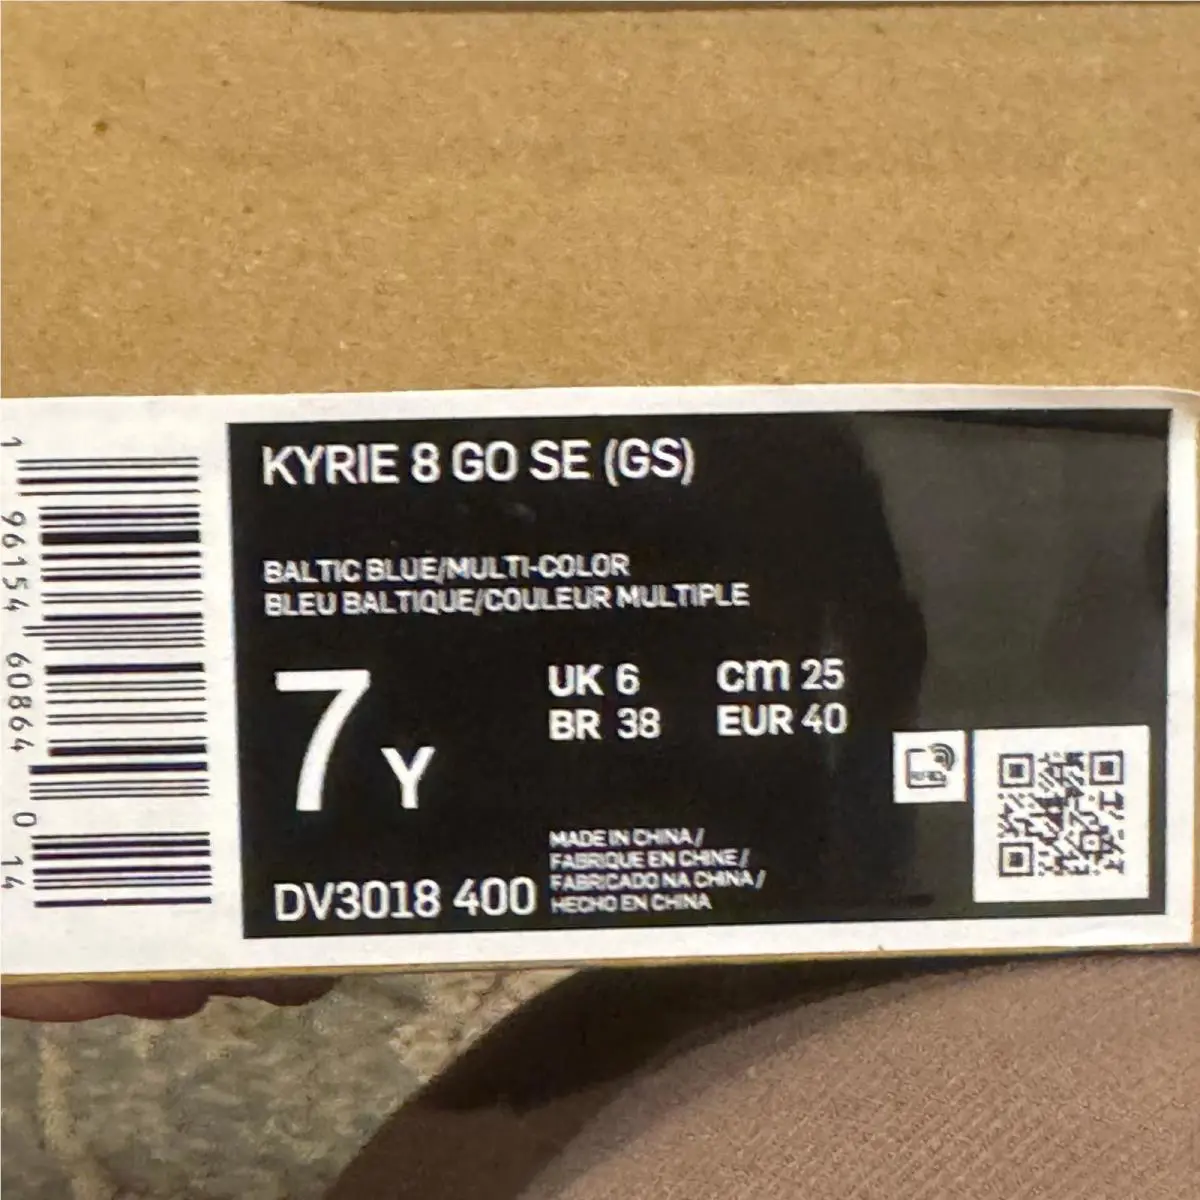 KYRIE 8 GO SE (GS)
BALTIC BLUE/MULTI-COLOR
BLEU BALTIQUE/COULEUR MULTIPLE
7Y
UK 6 cm 25
BR 38 EUR 40
DV3018 400
MADE IN CHINA/
FABRIQUE EN CHINE/
FABRICADO NA CHINA/
HECHO EN CHINA
RFID
1 96154 60864 0 14